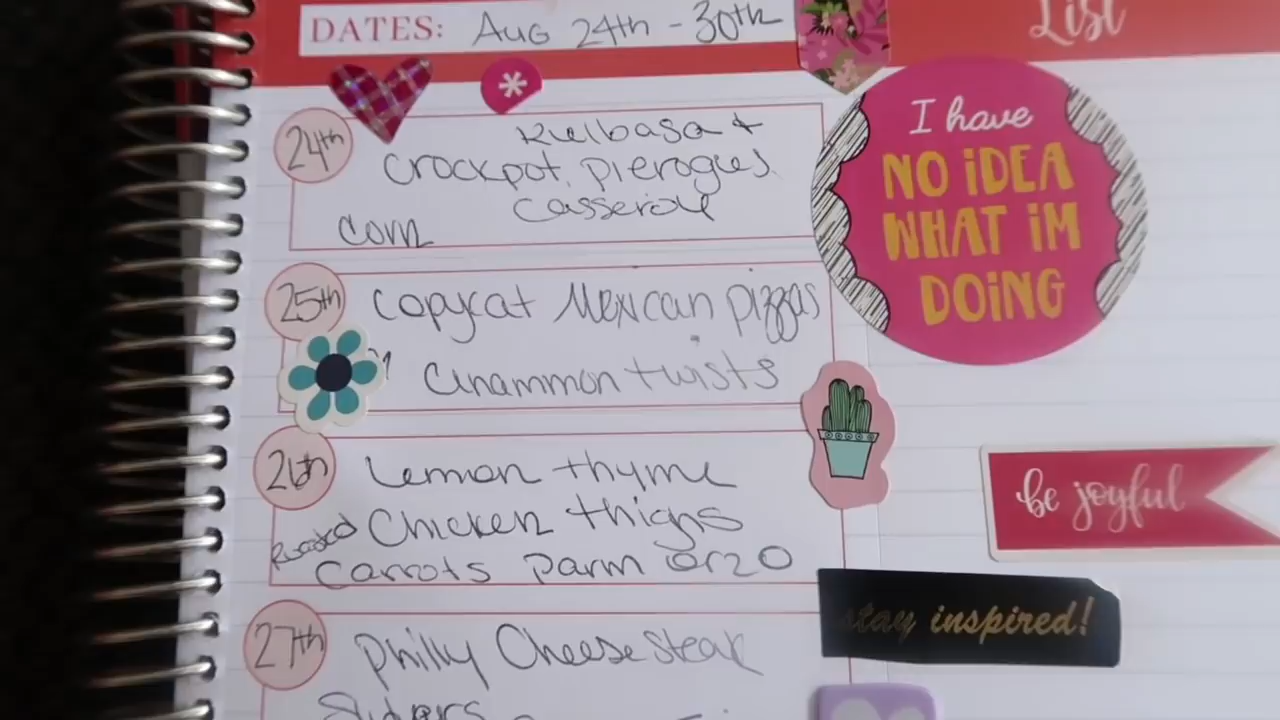 DATES: Aug 24th - 30th
List
24th
Kielbasa +
Crockpot pierogies
Casserole
Corn
25th
Copycat Mexican pizzas
Cinammon twists
26th
Lemon thyme
Chicken thighs
Roasted
Carrots Parm orzo
27th
Philly Cheese Steak
Sliders
I have
NO iDEA
WHAT iM
DOiNG
be joyful
stay inspired!